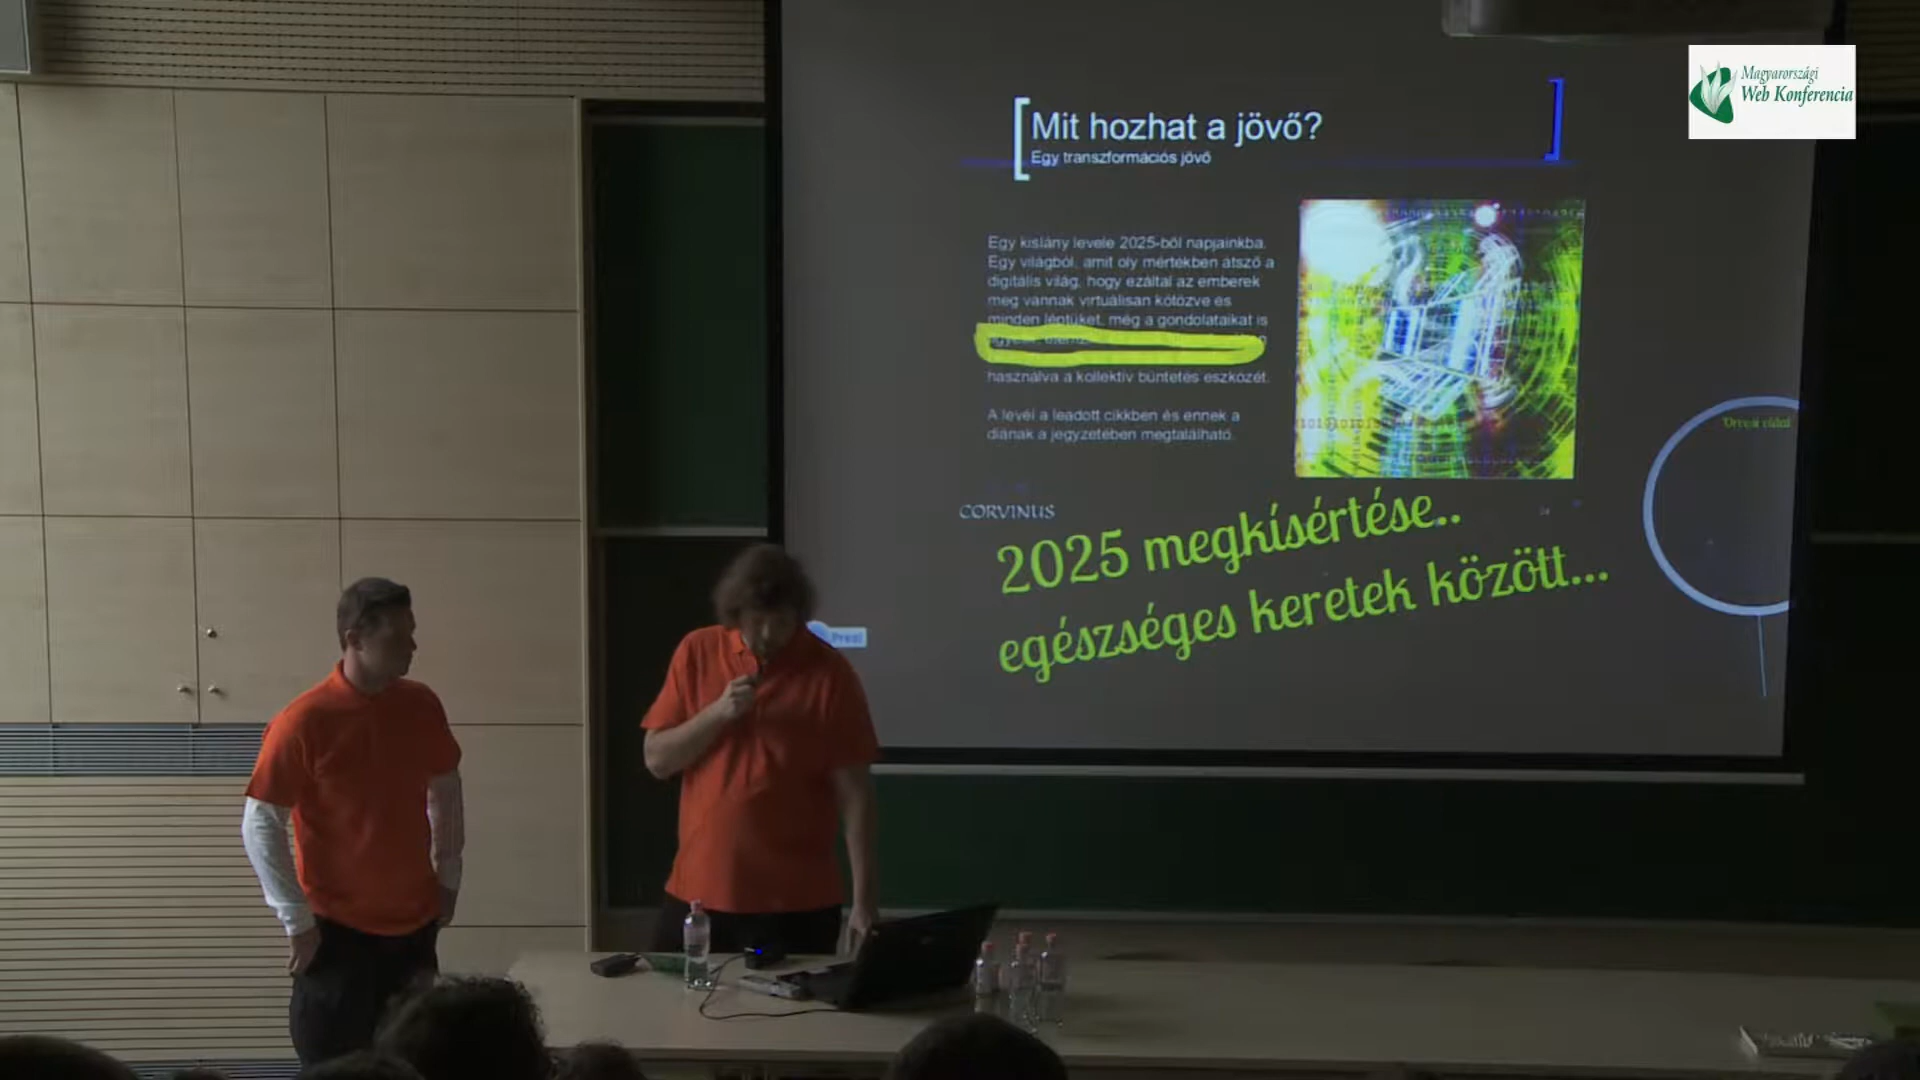 Magyarországi
Web Konferencia
Mit hozhat a jövő?
Egy transzformációs jövő
Egy kislány levele 2025-ből napjainkba.
Egy világból, amit oly mértékben átsző a
digitális világ, hogy ezáltal az emberek
meg vannak virtuálisan kötözve és
minden léptüket, még a gondolataikat is
használva a kollektív büntetés eszközét.
A levél a leadott cikkben és ennek a
diának a jegyzetében megtalálható.
CORVINUS
2025 megkísértése..
egészséges keretek között...
Prezi